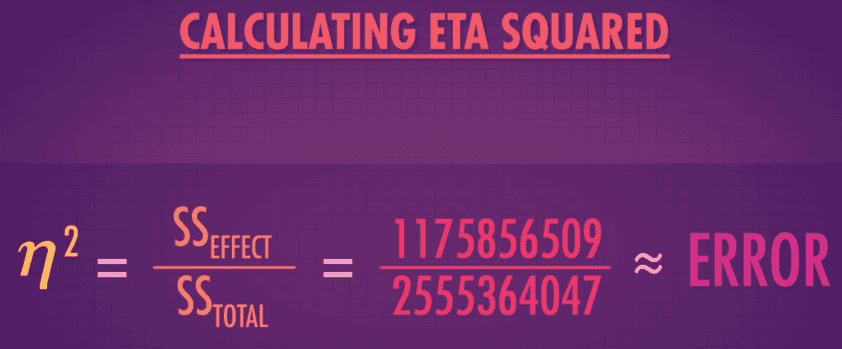 CALCULATING ETA SQUARED
η² = SS_EFFECT / SS_TOTAL = 1175856509 / 2555364047 ≈ ERROR